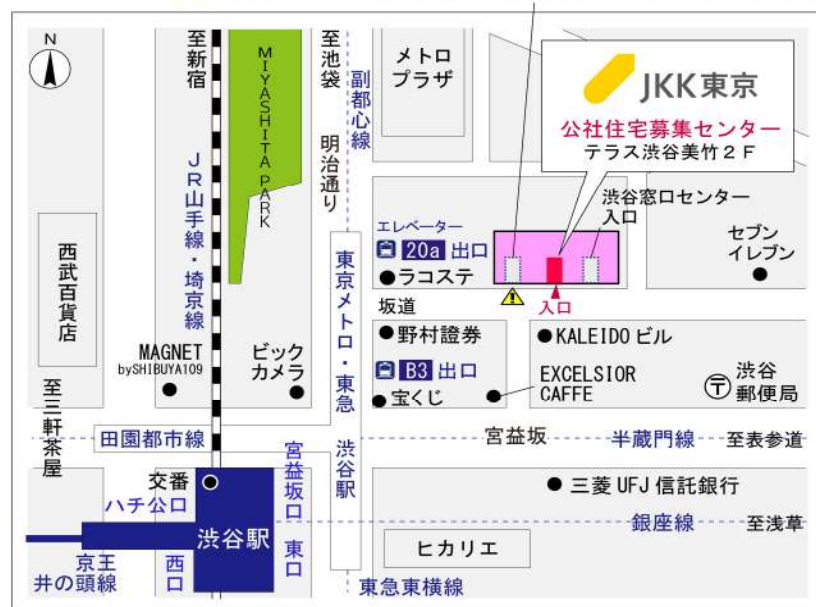 N
至新宿
MIYASHITA PARK
至池袋
明治通り
副都心線
メトロ
プラザ
JKK東京
公社住宅募集センター
テラス渋谷美竹２Ｆ
JR山手線・埼京線
西武百貨店
エレベーター
20a 出口
ラコステ
渋谷窓口センター
入口
セブン
イレブン
入口
坂道
東京メトロ・東急
渋谷駅
野村證券
KALEIDO ビル
MAGNET
bySHIBUYA109
ビック
カメラ
B3 出口
EXCELSIOR
CAFFE
渋谷
郵便局
宝くじ
至三軒茶屋
田園都市線
宮益坂
半蔵門線
至表参道
宮益坂口
交番
ハチ公口
三菱 UFJ 信託銀行
渋谷駅
銀座線
至浅草
京王
井の頭線
西口
東口
ヒカリエ
東急東横線